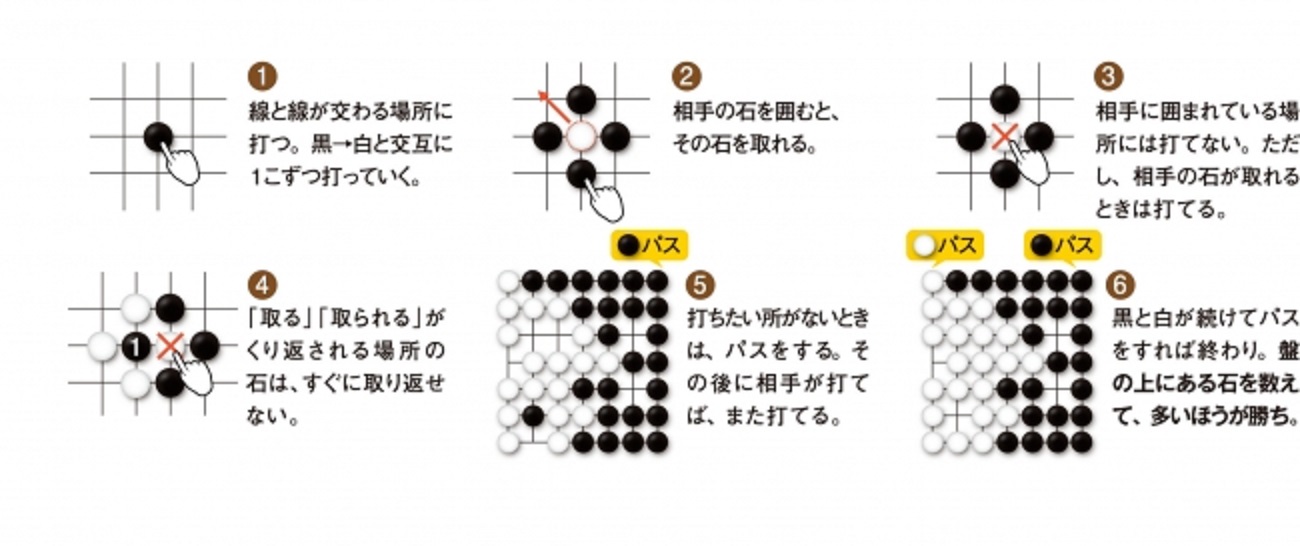 1
線と線が交わる場所に
打つ。黒→白と交互に
1こずつ打っていく。
2
相手の石を囲むと、
その石を取れる。
3
相手に囲まれている場
所には打てない。ただ
し、相手の石が取れる
ときは打てる。
4
1
「取る」「取られる」が
くり返される場所の
石は、すぐに取り返せ
ない。
パス
5
打ちたい所がないとき
は、パスをする。そ
の後に相手が打て
ば、また打てる。
パス
パス
6
黒と白が続けてパス
をすれば終わり。盤
の上にある石を数え
て、多いほうが勝ち。